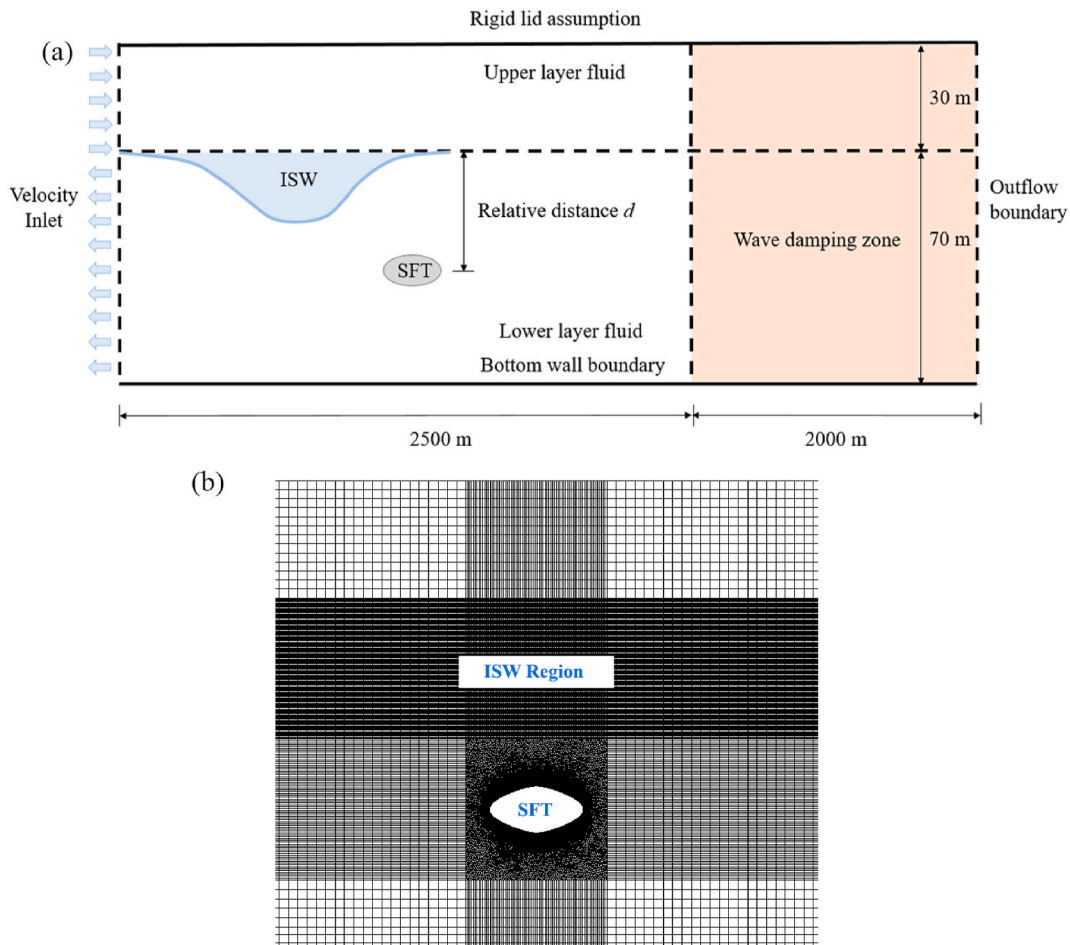 Rigid lid assumption
(a)
Upper layer fluid
30 m
ISW
Velocity
Inlet
Relative distance d
Outflow
boundary
Wave damping zone
70 m
SFT
Lower layer fluid
Bottom wall boundary
2500 m
2000 m
(b)
ISW Region
SFT